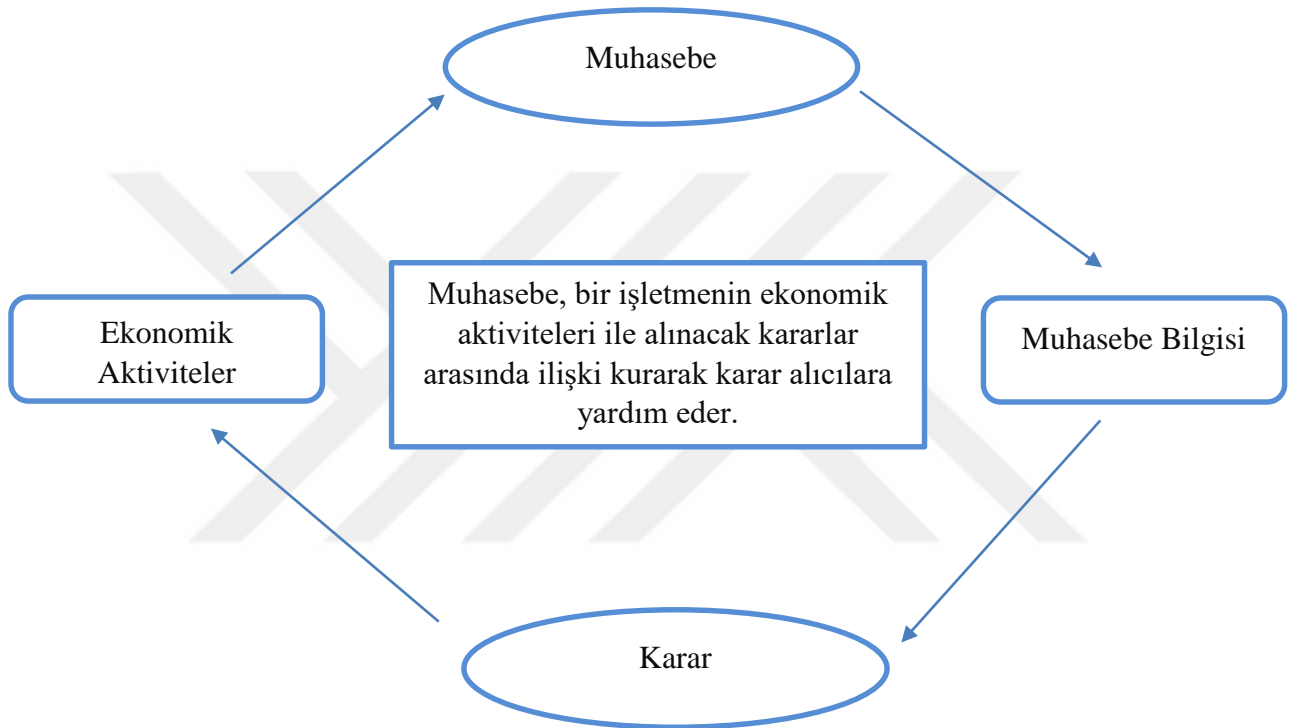 Muhasebe
Ekonomik
Aktiviteler
Muhasebe, bir işletmenin ekonomik
aktiviteleri ile alınacak kararlar
arasında ilişki kurarak karar alıcılara
yardım eder.
Muhasebe Bilgisi
Karar